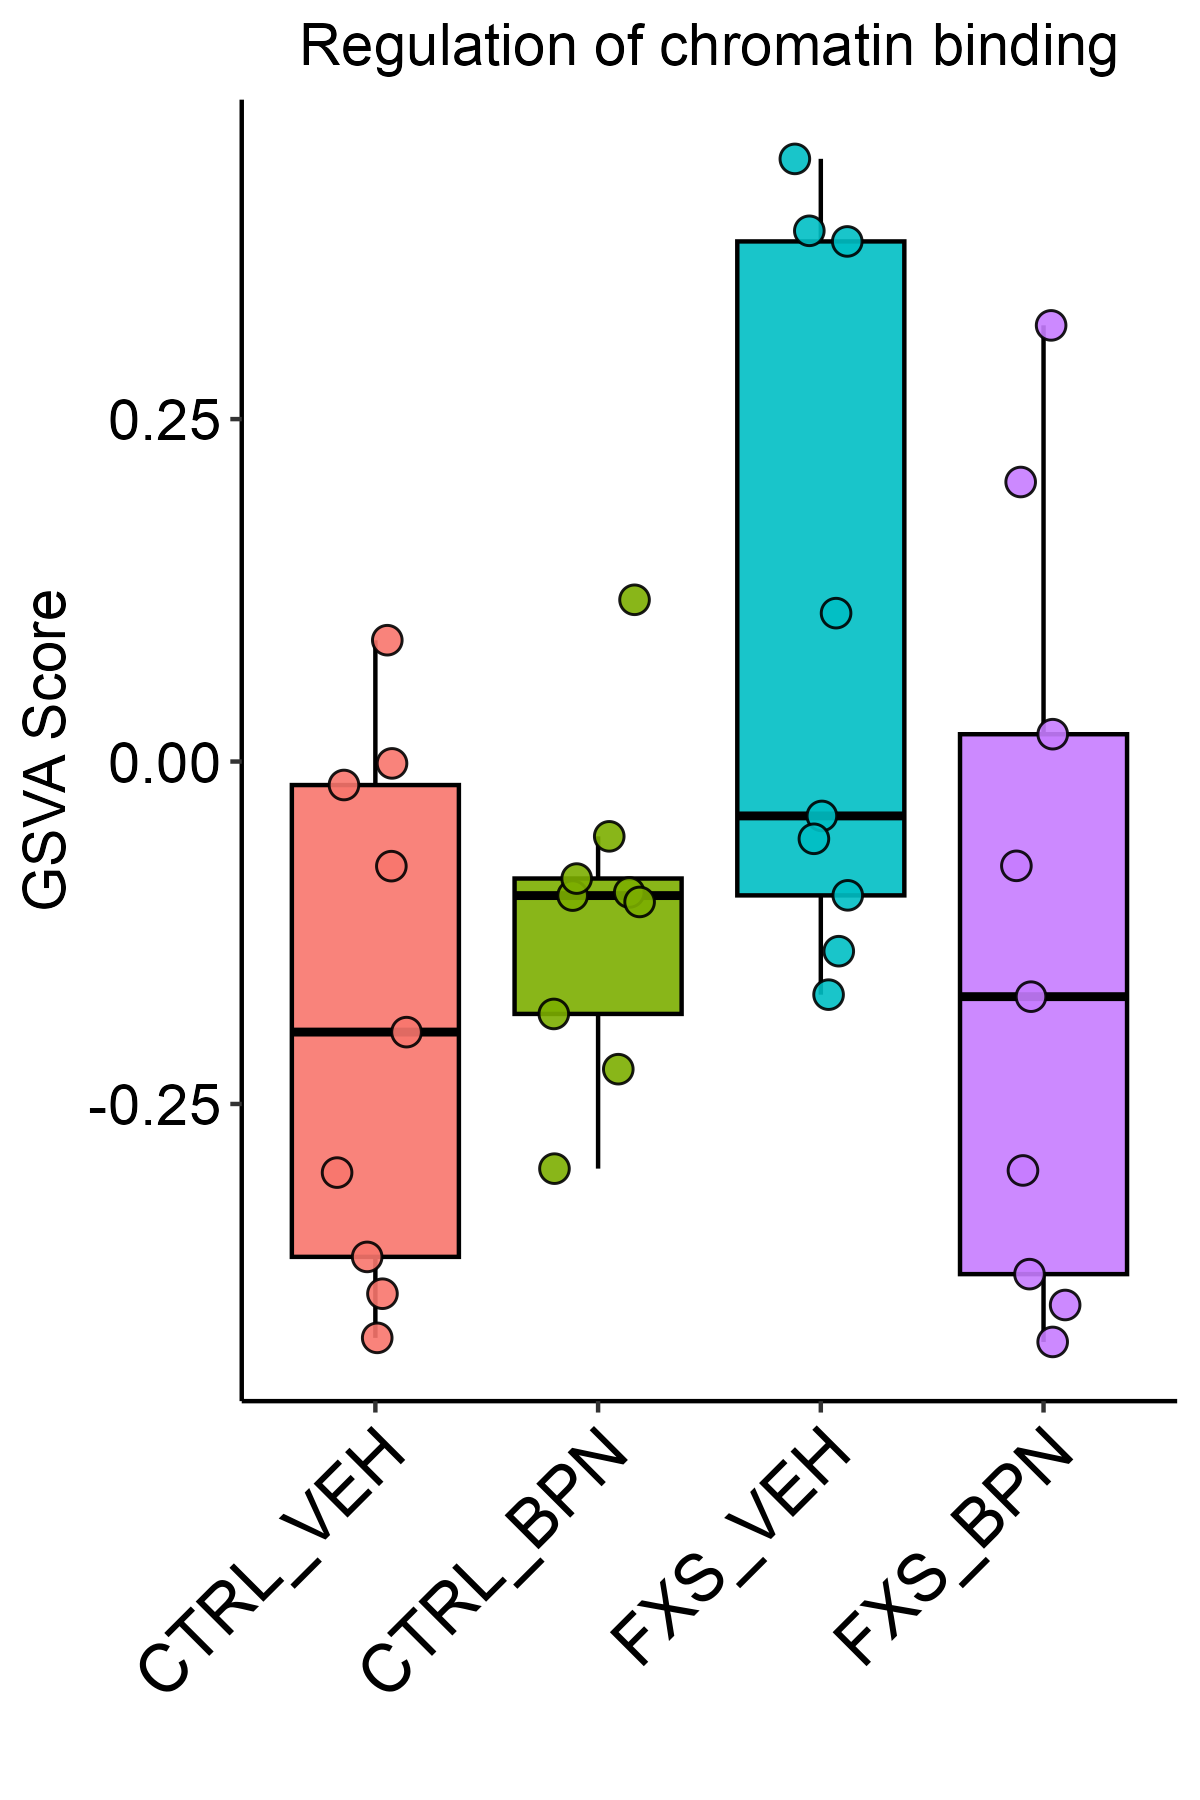 Regulation of chromatin binding
GSVA Score
0.25
0.00
-0.25
CTRL_VEH
CTRL_BPN
FXS_VEH
FXS_BPN